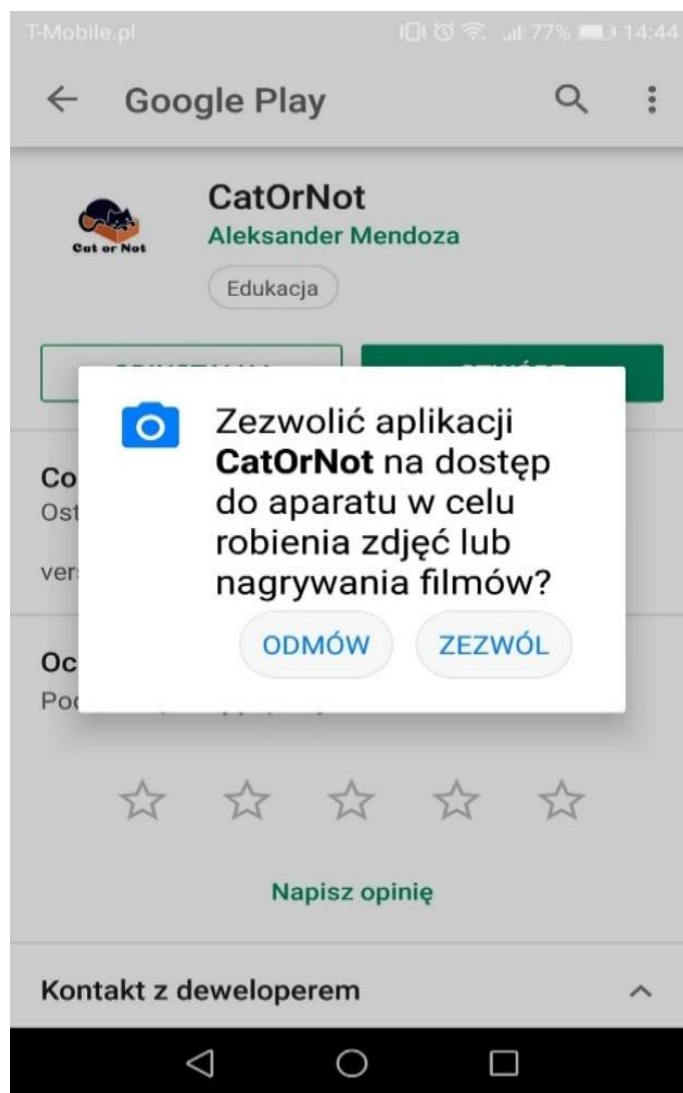 T-Mobile.pl 77% 14:44
Google Play
CatOrNot
Aleksander Mendoza
Cat or Not
Edukacja
Zezwolić aplikacji
CatOrNot na dostęp
do aparatu w celu
robienia zdjęć lub
nagrywania filmów?
ODMÓW ZEZWÓL
Napisz opinię
Kontakt z deweloperem